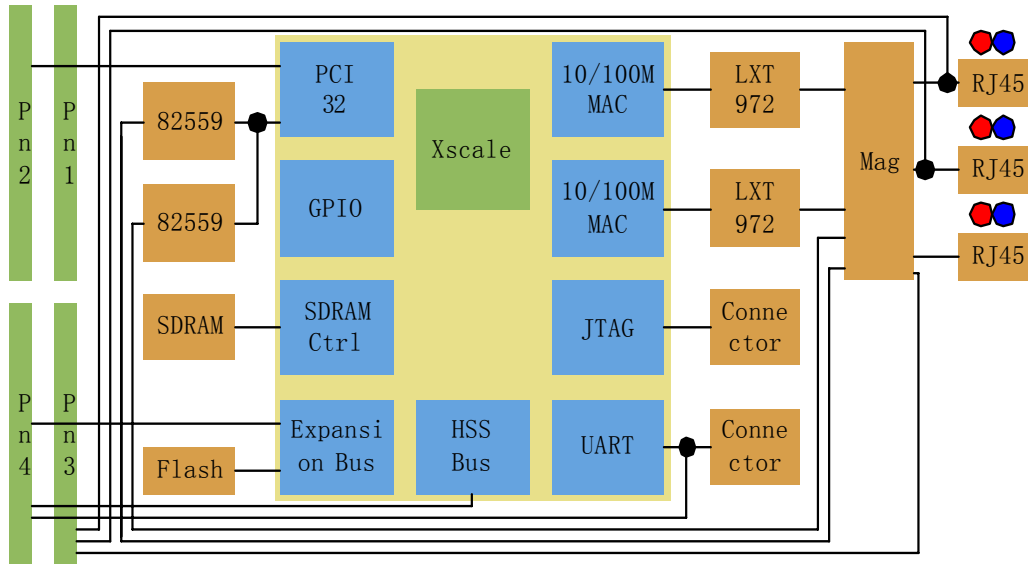 P
n
2
P
n
1
P
n
4
P
n
3
82559
82559
SDRAM
Flash
PCI
32
GPIO
SDRAM
Ctrl
Expansi
on Bus
Xscale
HSS
Bus
10/100M
MAC
10/100M
MAC
JTAG
UART
LXT
972
LXT
972
Conne
ctor
Conne
ctor
Mag
RJ45
RJ45
RJ45